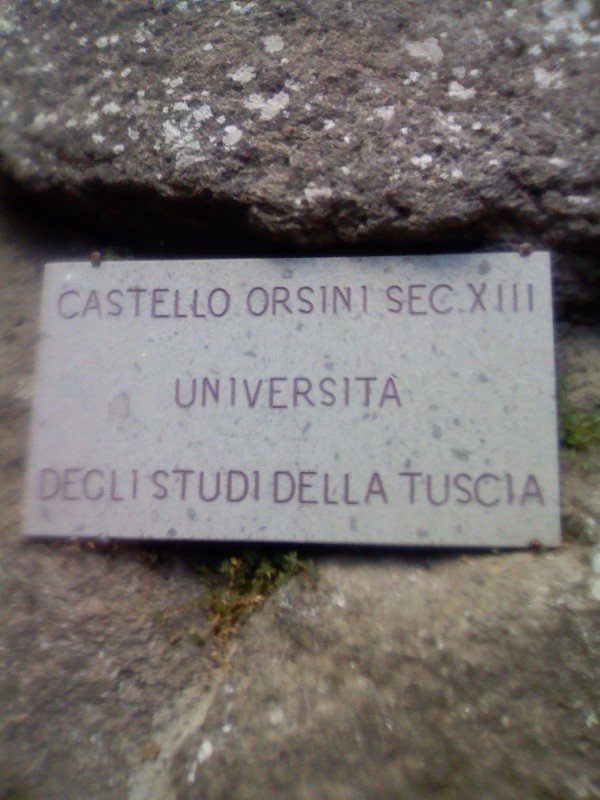 CASTELLO ORSINI SEC. XIII
UNIVERSITÀ
DEGLI STUDI DELLA TUSCIA